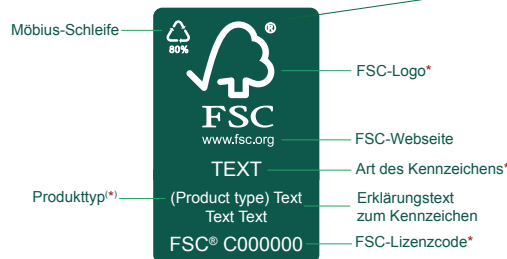 Möbius-Schleife
80%
®
FSC-Logo*
FSC
www.fsc.org
FSC-Webseite
TEXT
Art des Kennzeichens*
Produkttyp(*)
(Product type) Text
Text Text
Erklärungstext
zum Kennzeichen
FSC® C000000
FSC-Lizenzcode*